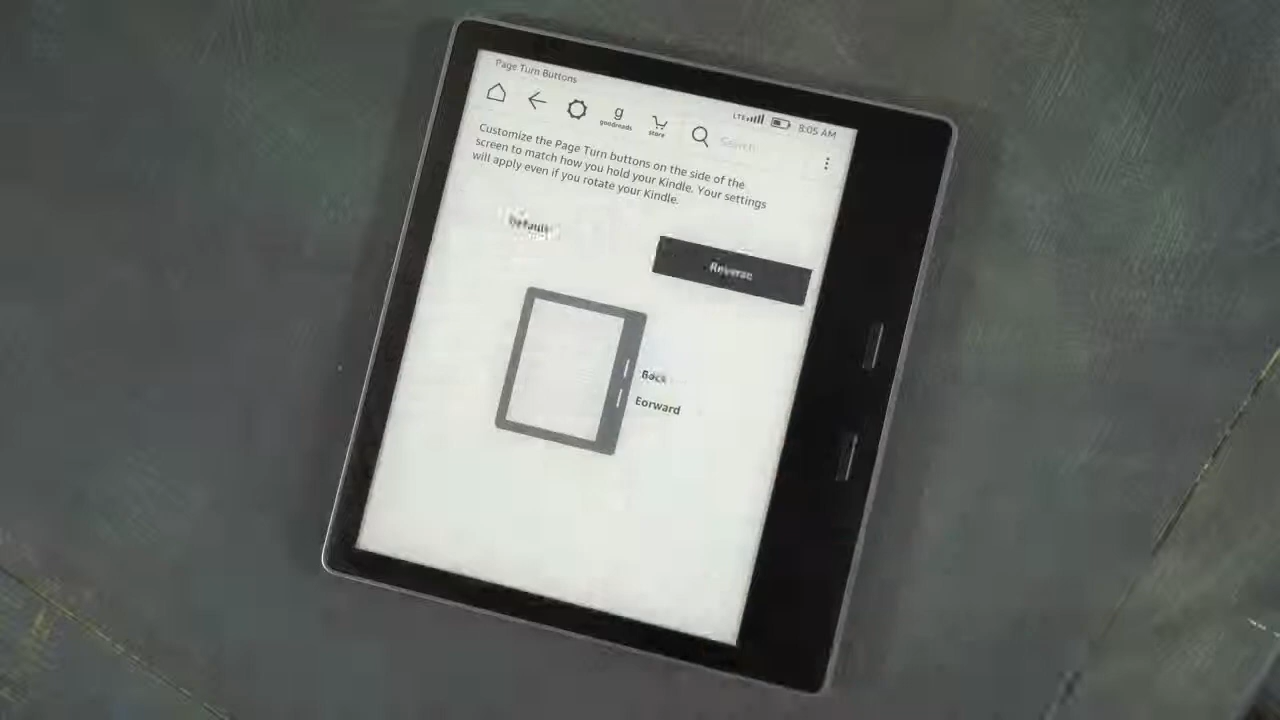 Page Turn Buttons
LTE 8:05 AM
g
goodreads
store
Search
Customize the Page Turn buttons on the side of the
screen to match how you hold your Kindle. Your settings
will apply even if you rotate your Kindle.
Default
Reverse
Back
Forward